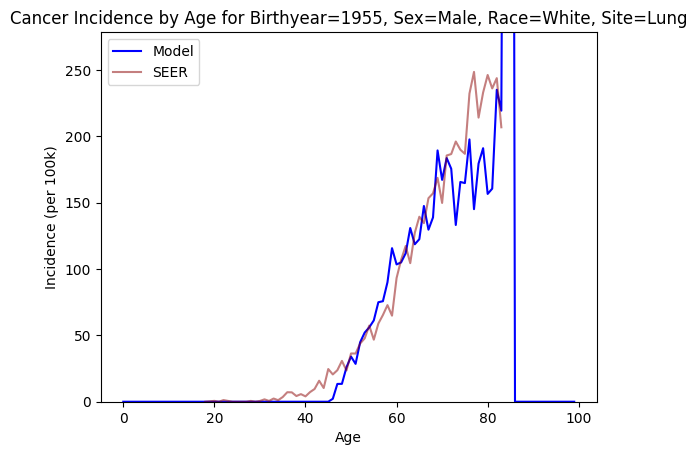 Cancer Incidence by Age for Birthyear=1955, Sex=Male, Race=White, Site=Lung
Model
SEER
250
200
150
100
50
0
Incidence (per 100k)
0 20 40 60 80 100
Age